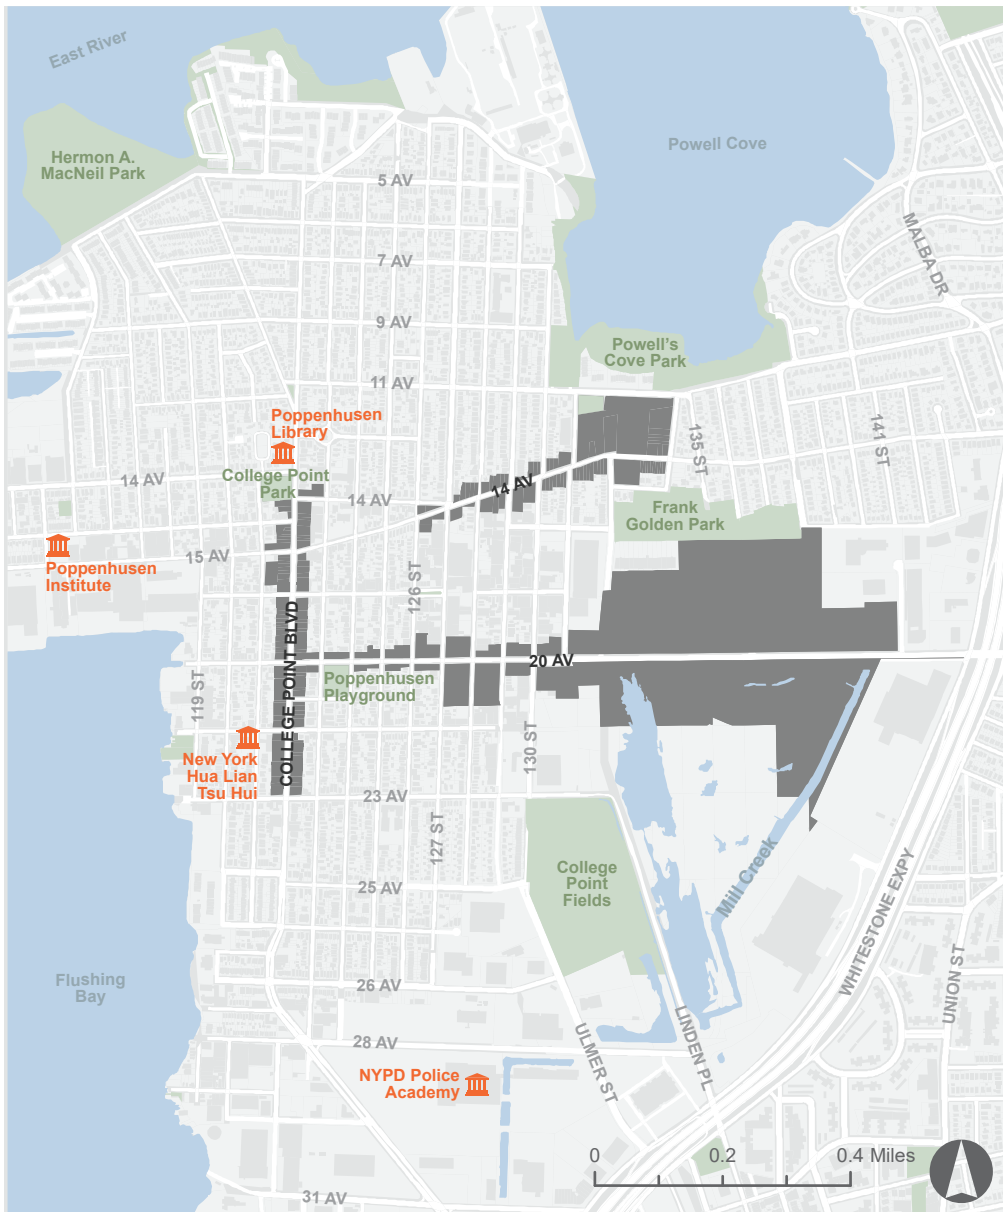 East River
Hermon A.
MacNeil Park
Powell Cove
5 AV
MALBA DR
7 AV
9 AV
Powell's
Cove Park
11 AV
Poppenhusen
Library
135 ST
141 ST
14 AV
College Point
Park
14 AV
14 AV
Frank
Golden Park
15 AV
Poppenhusen
Institute
126 ST
COLLEGE POINT BLVD
20 AV
119 ST
Poppenhusen
Playground
130 ST
New York
Hua Lian
Tsu Hui
23 AV
127 ST
25 AV
College
Point
Fields
Mill Creek
WHITESTONE EXPY
UNION ST
Flushing
Bay
26 AV
28 AV
ULMER ST
LINDEN PL
NYPD Police
Academy
0 0.2 0.4 Miles
31 AV